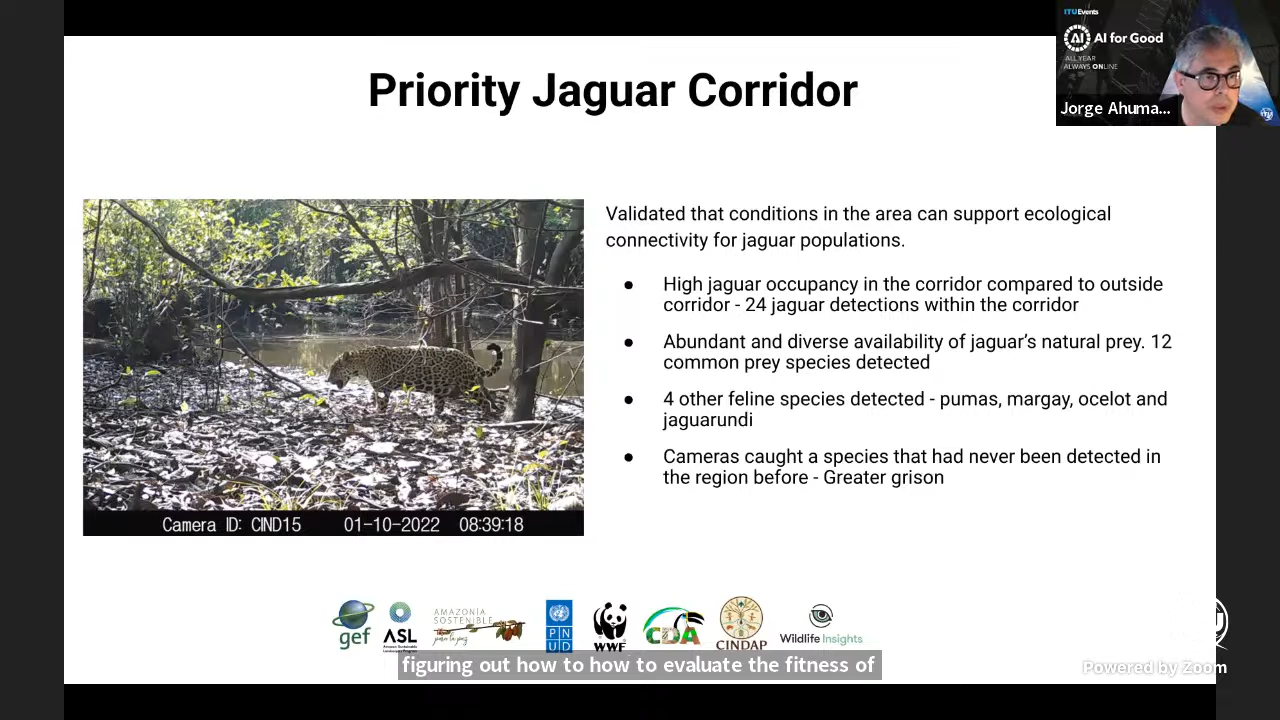 Priority Jaguar Corridor
ITUEvents
AI
AI for Good
ALL YEAR
ALWAYS ONLINE
Jorge Ahuma...
Validated that conditions in the area can support ecological
connectivity for jaguar populations.
● High jaguar occupancy in the corridor compared to outside
corridor - 24 jaguar detections within the corridor
● Abundant and diverse availability of jaguar's natural prey. 12
common prey species detected
● 4 other feline species detected - pumas, margay, ocelot and
jaguarundi
● Cameras caught a species that had never been detected in
the region before - Greater grison
Camera ID: CIND15 01-10-2022 08:39:18
gef
ASL
AMAZONÍA
SOSTENIBLE
P N
U D
WWF
CDA
CINDAP
Wildlife Insights
figuring out how to how to evaluate the fitness of
Powered by Zoom